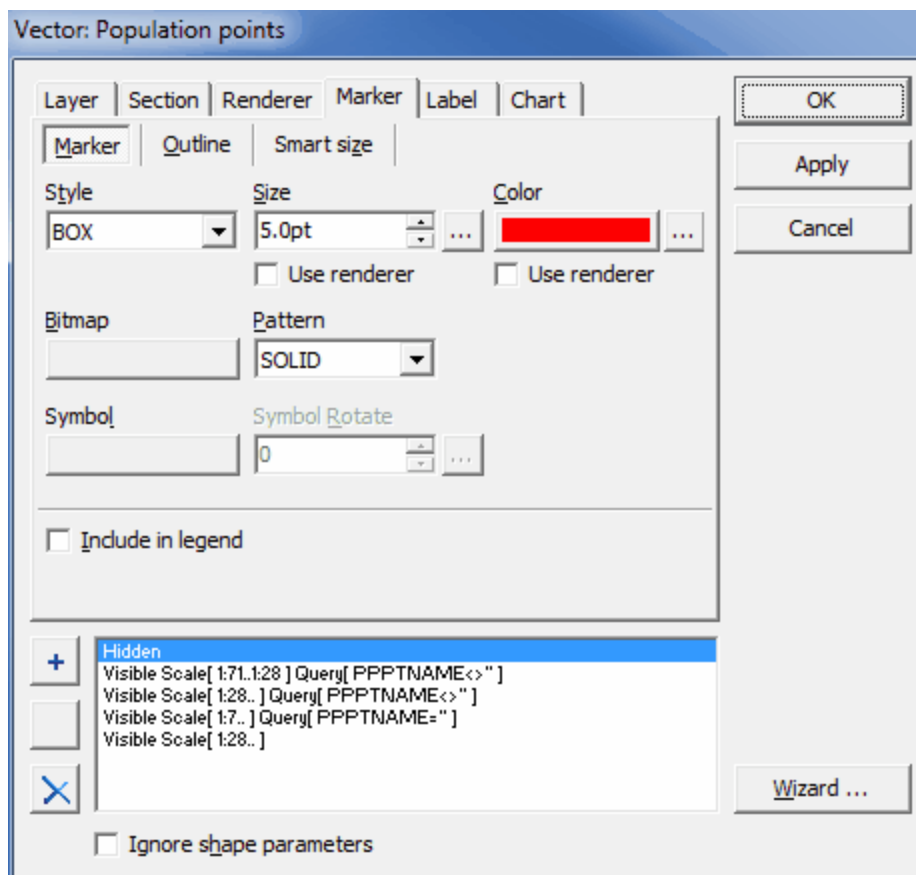 Vector: Population points
Layer Section Renderer Marker Label Chart
OK
Marker Outline Smart size
Apply
Style Size Color
BOX 5.0pt ... ...
Cancel
Use renderer Use renderer
Bitmap Pattern
SOLID
Symbol Symbol Rotate
0 ...
Include in legend
+
Hidden
Visible Scale[ 1:71..1:28 ] Query[ PPPTNAME<>'' ]
Visible Scale[ 1:28.. ] Query[ PPPTNAME<>'' ]
Visible Scale[ 1:7.. ] Query[ PPPTNAME='' ]
Visible Scale[ 1:28.. ]
Wizard ...
Ignore shape parameters